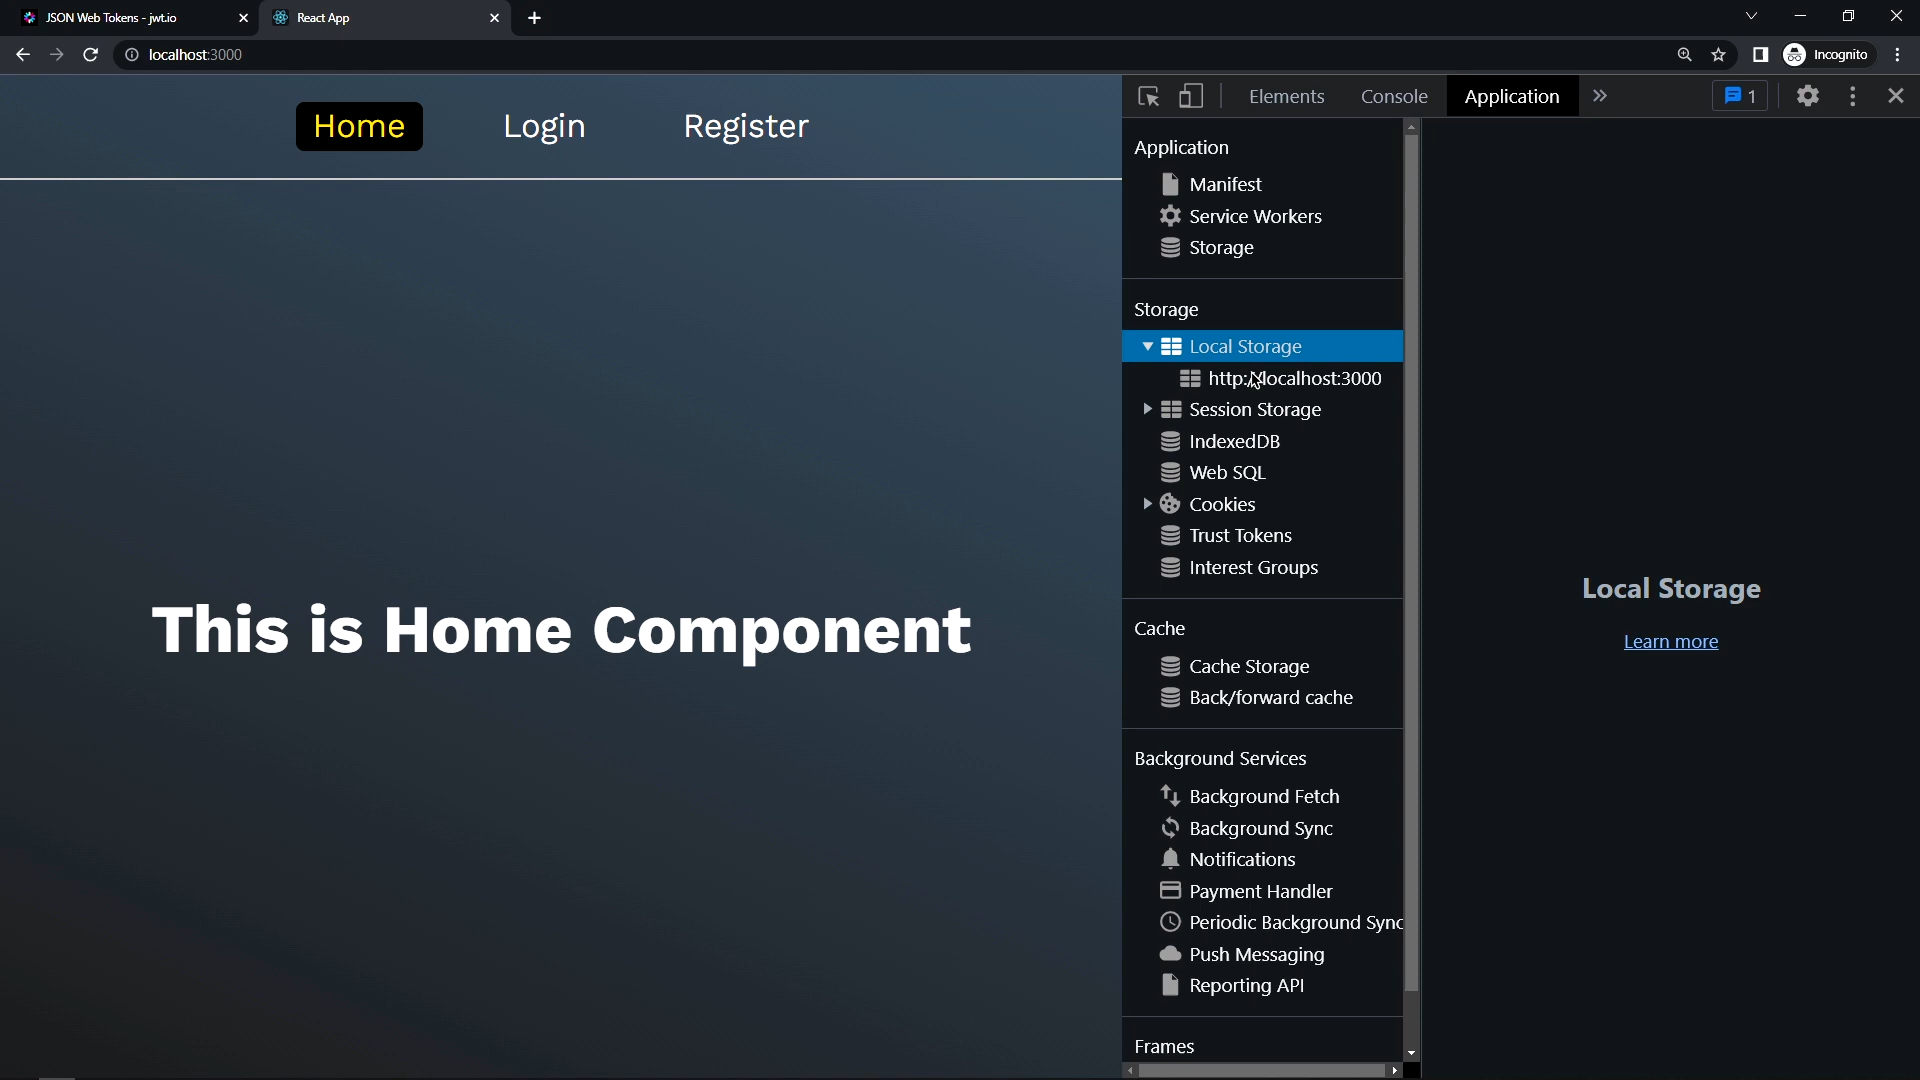 JSON Web Tokens - jwt.io
React App
localhost:3000
Incognito
Home
Login
Register
This is Home Component
Elements
Console
Application
1
Application
Manifest
Service Workers
Storage
Storage
Local Storage
http://localhost:3000
Session Storage
IndexedDB
Web SQL
Cookies
Trust Tokens
Interest Groups
Cache
Cache Storage
Back/forward cache
Background Services
Background Fetch
Background Sync
Notifications
Payment Handler
Periodic Background Sync
Push Messaging
Reporting API
Frames
Local Storage
Learn more